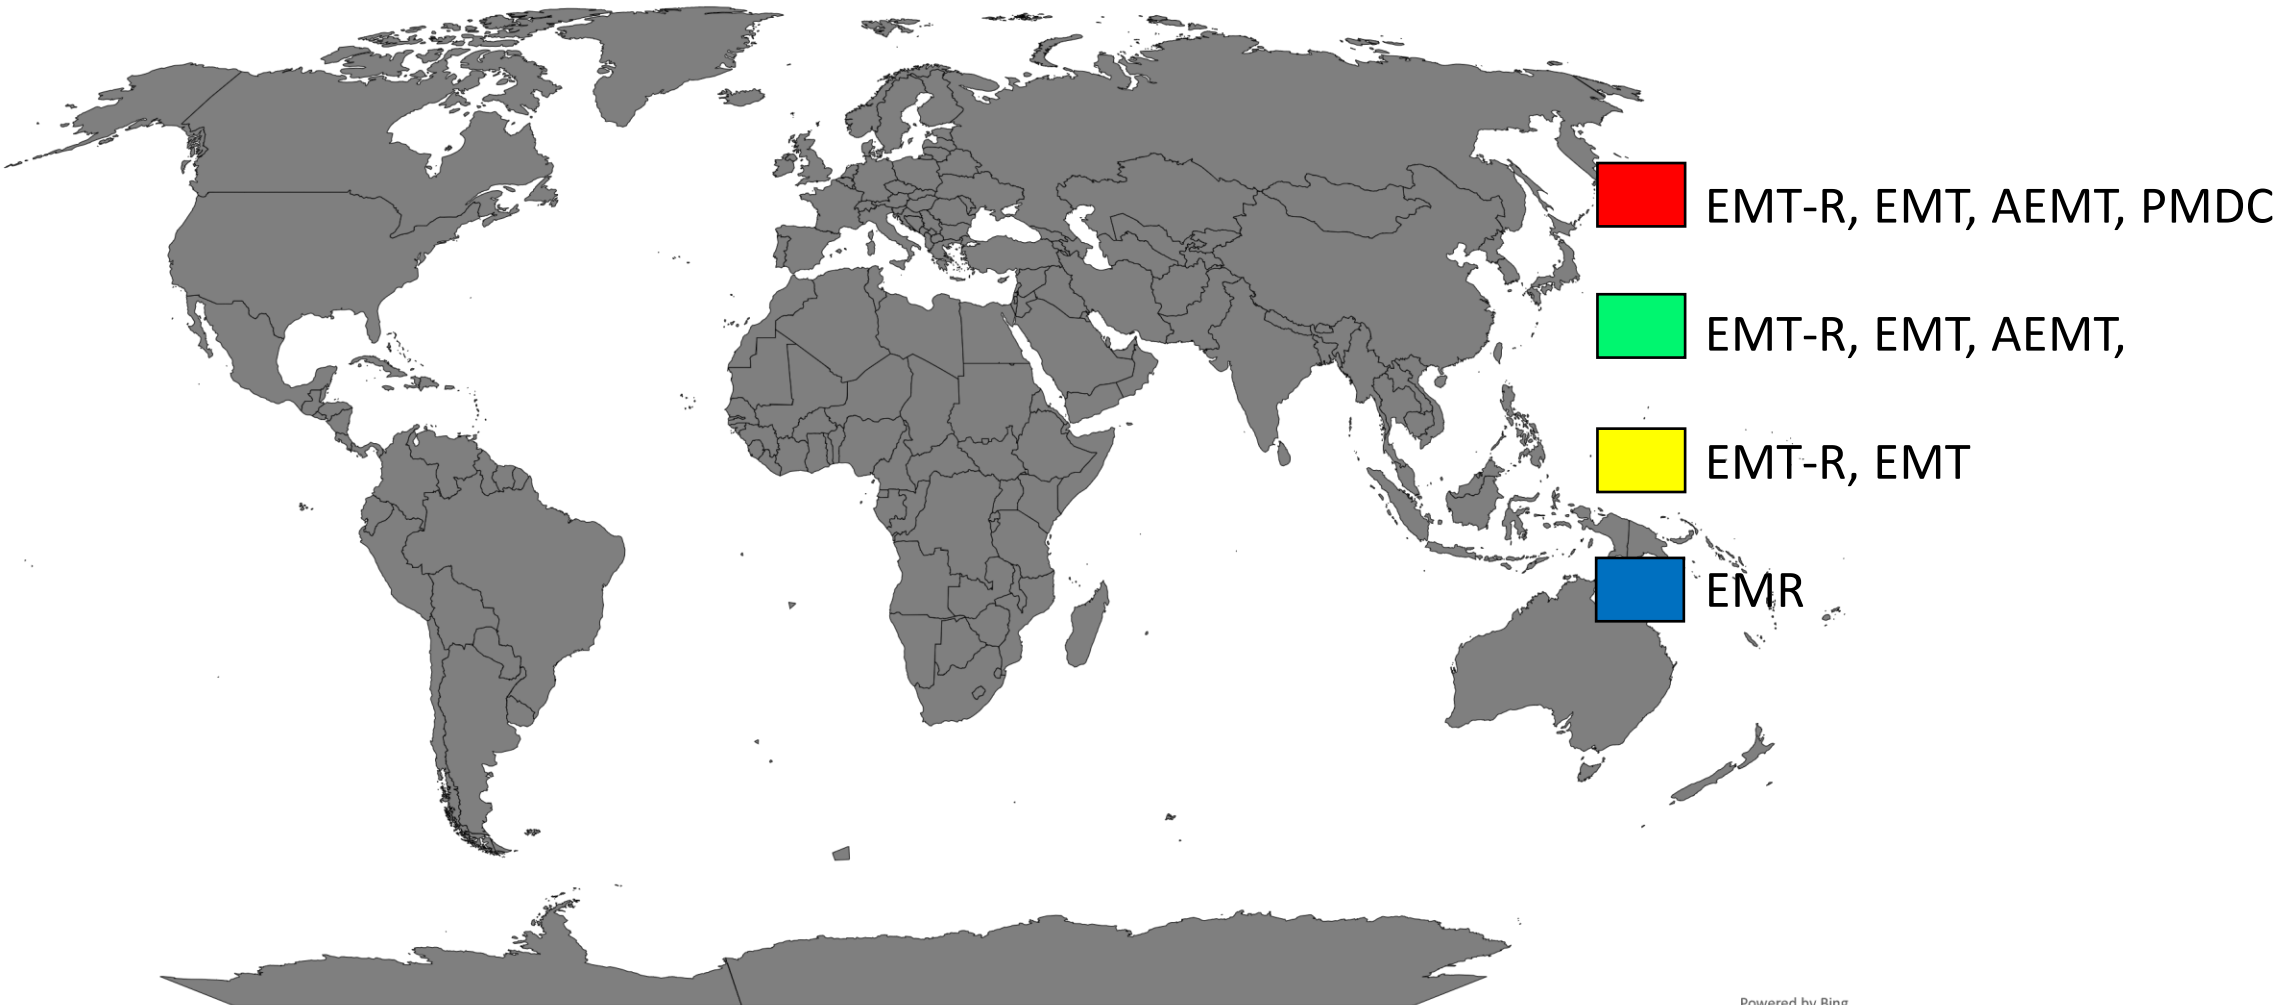 EMT-R, EMT, AEMT, PMDC
EMT-R, EMT, AEMT,
EMT-R, EMT
EMR
Powered by Bing